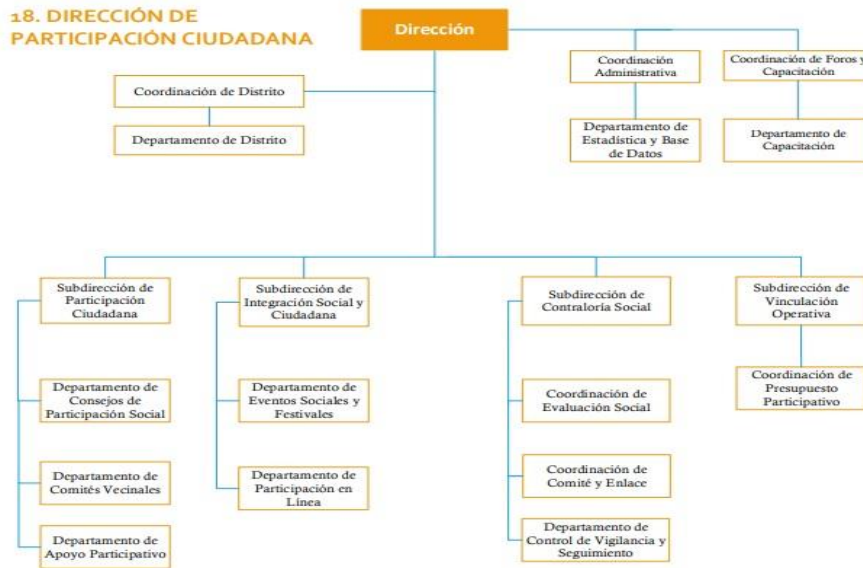 18. DIRECCIÓN DE
PARTICIPACIÓN CIUDADANA
Dirección
Coordinación
Administrativa
Coordinación de Foros y
Capacitación
Coordinación de Distrito
Departamento de Distrito
Departamento de
Estadística y Base
de Datos
Departamento de
Capacitación
Subdirección de
Participación
Ciudadana
Subdirección de
Integración Social y
Ciudadana
Subdirección de
Contraloría Social
Subdirección de
Vinculación
Operativa
Departamento de
Consejos de
Participación Social
Departamento de
Eventos Sociales y
Festivales
Coordinación de
Evaluación Social
Coordinación de
Presupuesto
Participativo
Departamento de
Comités Vecinales
Departamento de
Participación en
Línea
Coordinación de
Comité y Enlace
Departamento de
Apoyo Participativo
Departamento de
Control de Vigilancia y
Seguimiento